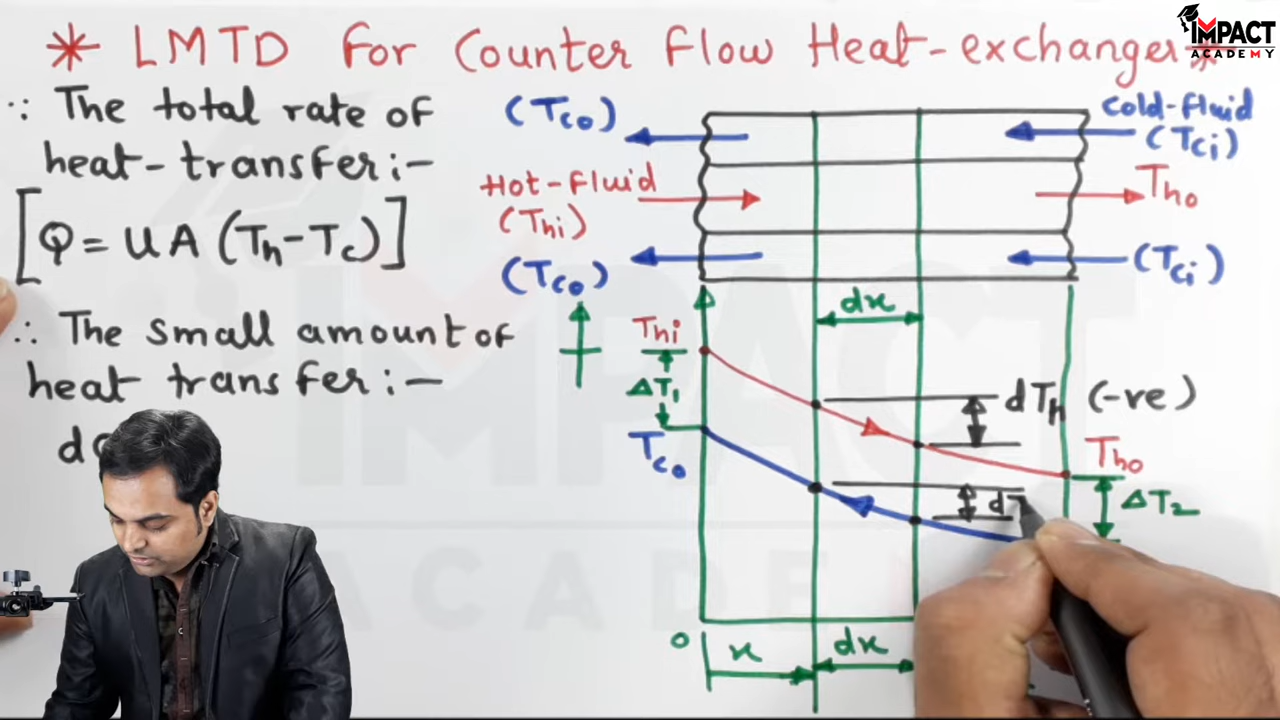 * LMTD For Counter Flow Heat-exchanger *
IMPACT
ACADEMY
∵ The total rate of
heat-transfer:-
[Q = UA (Th-Tc)]
∴ The small amount of
heat transfer:-
d
(Tco)
Cold-fluid
(Tci)
Hot-fluid
(Thi)
Tho
(Tco)
(Tci)
dx
Thi
ΔT1
Tco
dTh (-ve)
Tho
ΔT2
d
0
x
dx